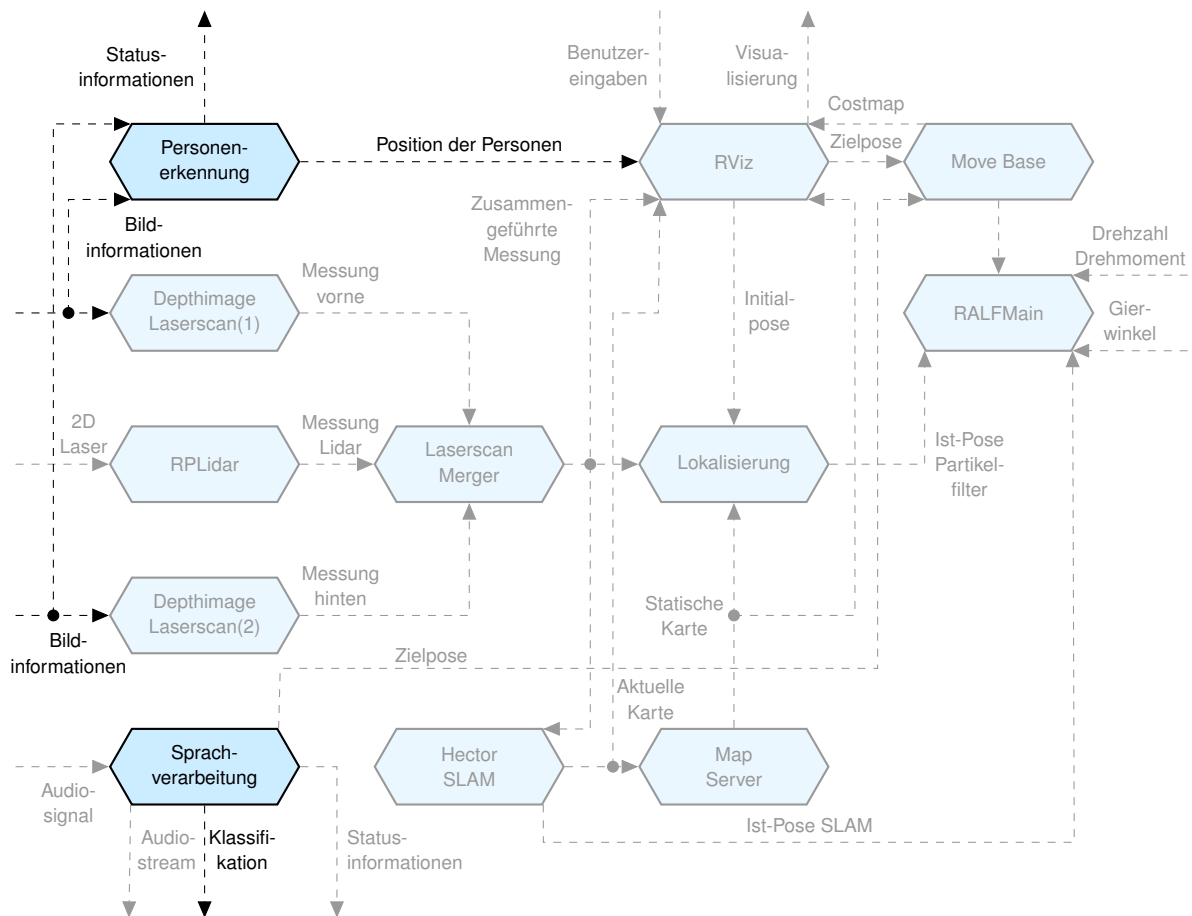 Status-
informationen
Benutzer-
eingaben
Visua-
lisierung
Costmap
Personen-
erkennung
Position der Personen
RViz
Zielpose
Move Base
Bild-
informationen
Zusammen-
geführte
Messung
Drehzahl
Drehmoment
Depthimage
Laserscan(1)
Messung
vorne
Initial-
pose
RALFMain
Gier-
winkel
2D
Laser
RPLidar
Messung
Lidar
Laserscan
Merger
Lokalisierung
Ist-Pose
Partikel-
filter
Depthimage
Laserscan(2)
Messung
hinten
Statische
Karte
Bild-
informationen
Zielpose
Aktuelle
Karte
Sprach-
verarbeitung
Hector
SLAM
Map
Server
Audio-
signal
Audio-
stream
Klassifi-
kation
Status-
informationen
Ist-Pose SLAM